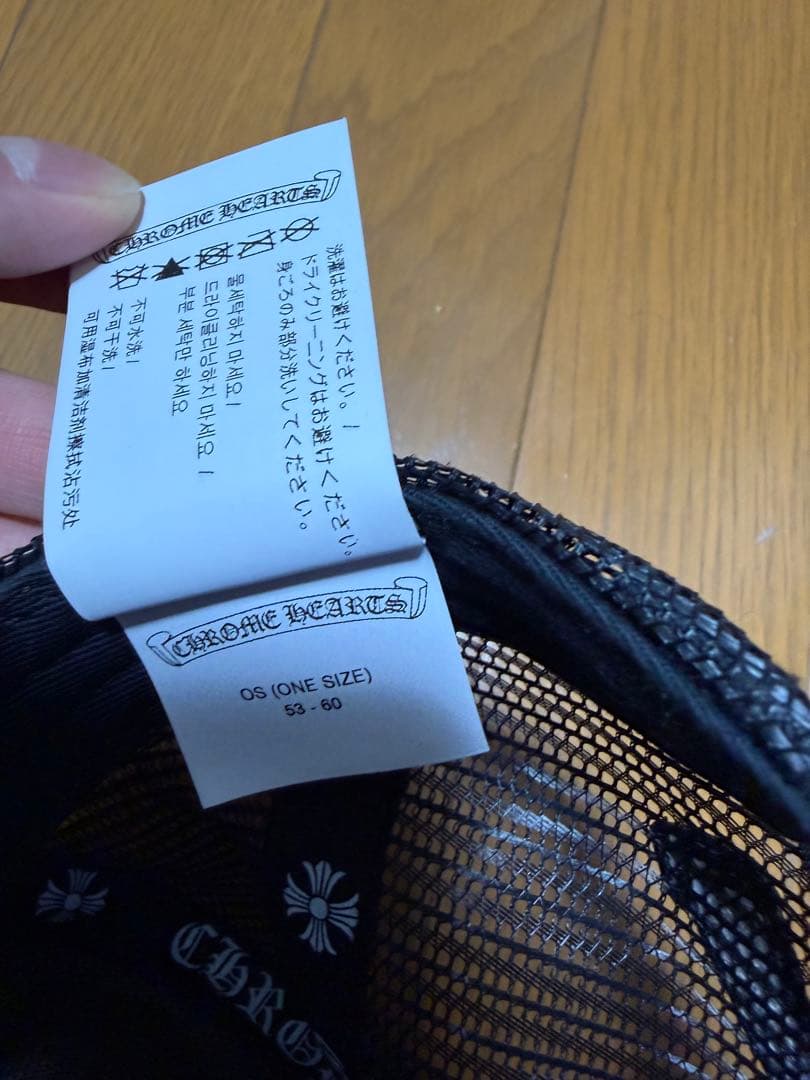 CHROME HEARTS
洗濯はお避けください。/
ドライクリーニングはお避けください。
身ごろのみ部分洗いしてください。
물세탁하지 마세요 /
드라이클리닝하지 마세요 /
부분 세탁만 하세요
不可水洗 /
不可干洗 /
可用湿布加清洁剂擦拭沾污处
CHROME HEARTS
OS (ONE SIZE)
53 - 60
CHRO